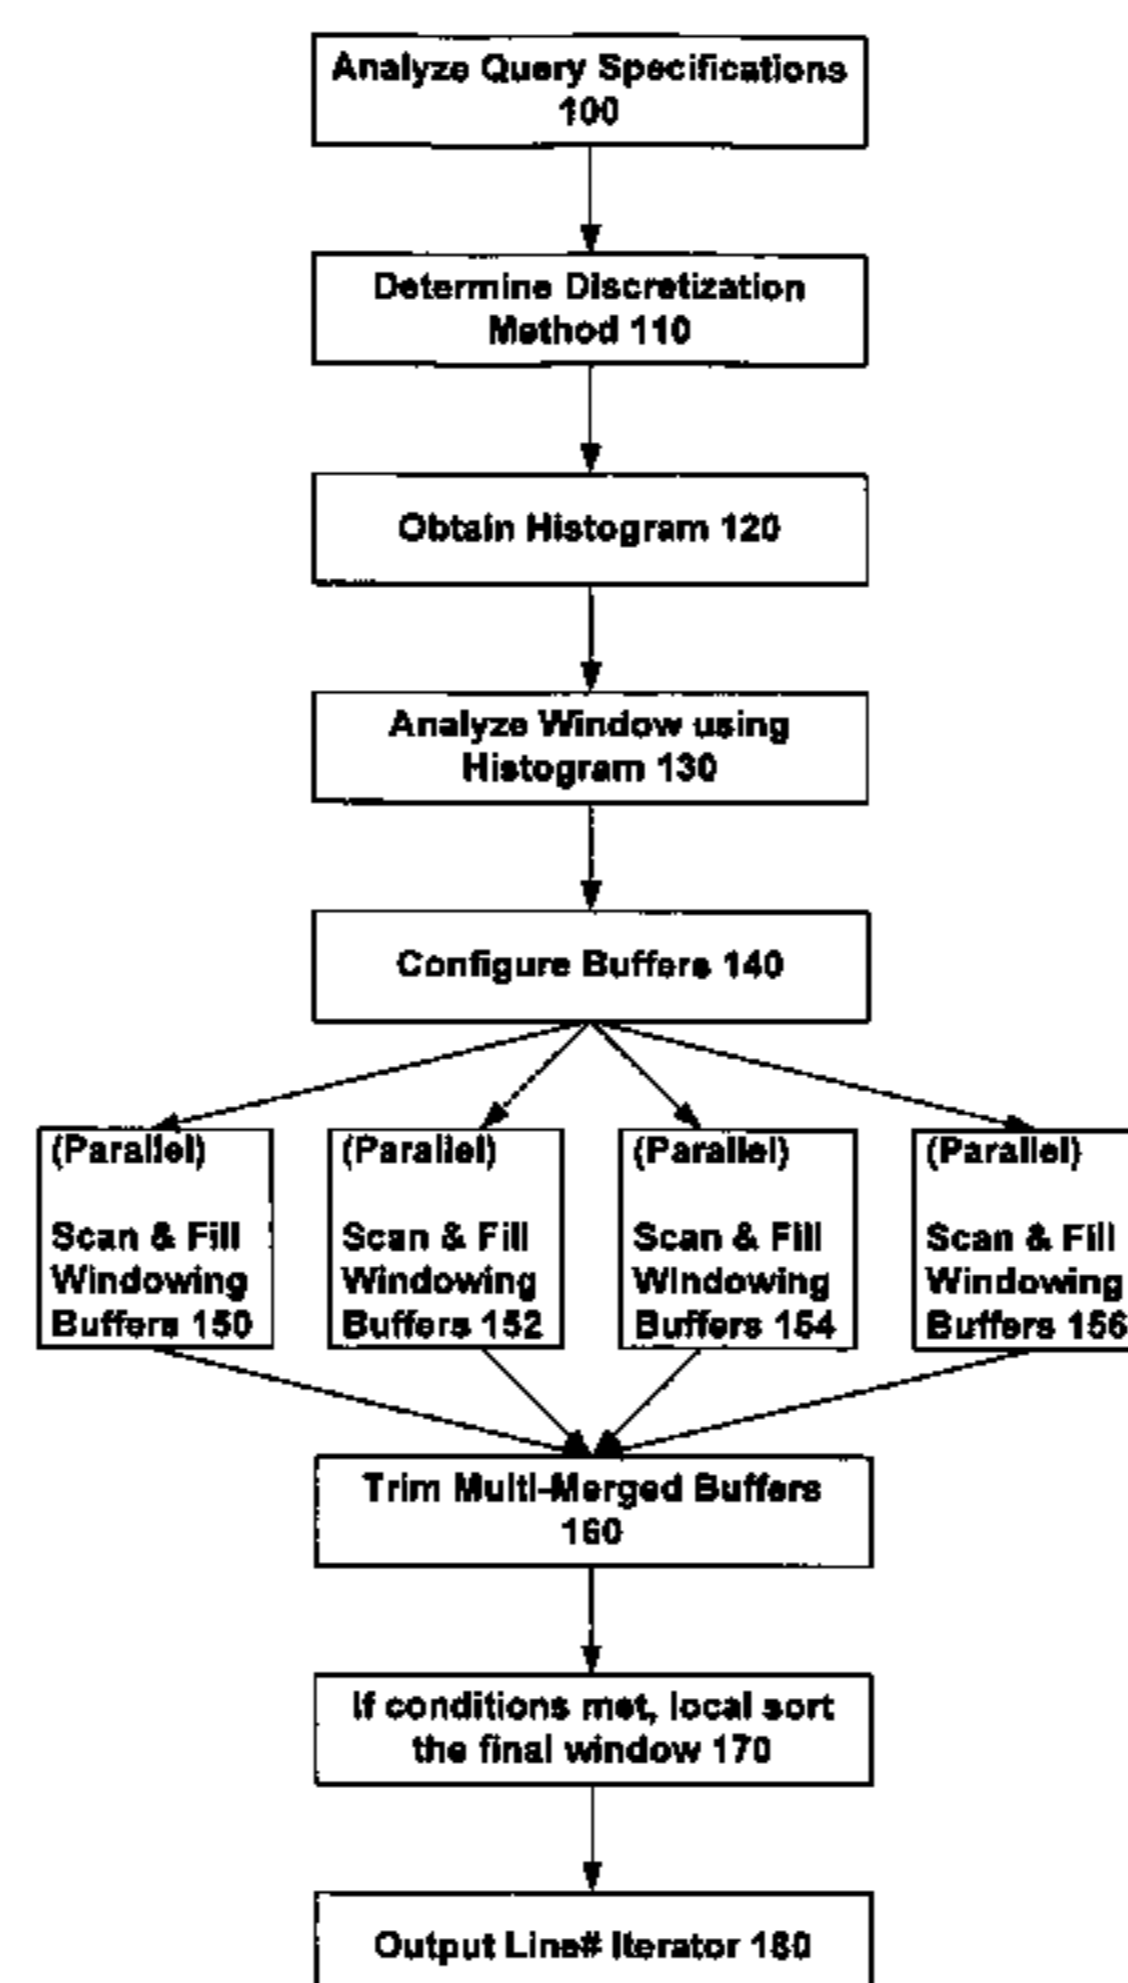 Analyze Query Specifications
100
Determine Discretization
Method 110
Obtain Histogram 120
Analyze Window using
Histogram 130
Configure Buffers 140
(Parallel)
Scan & Fill
Windowing
Buffers 150
(Parallel)
Scan & Fill
Windowing
Buffers 152
(Parallel)
Scan & Fill
Windowing
Buffers 154
(Parallel)
Scan & Fill
Windowing
Buffers 156
Trim Multi-Merged Buffers
160
If conditions met, local sort
the final window 170
Output Line# Iterator 180